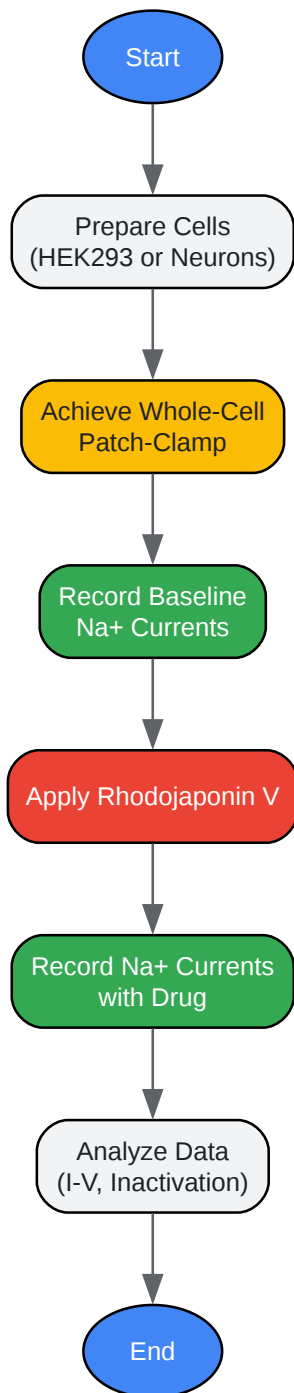 Start
Prepare Cells
(HEK293 or Neurons)
Achieve Whole-Cell
Patch-Clamp
Record Baseline
Na+ Currents
Apply Rhodojaponin V
Record Na+ Currents
with Drug
Analyze Data
(I-V, Inactivation)
End